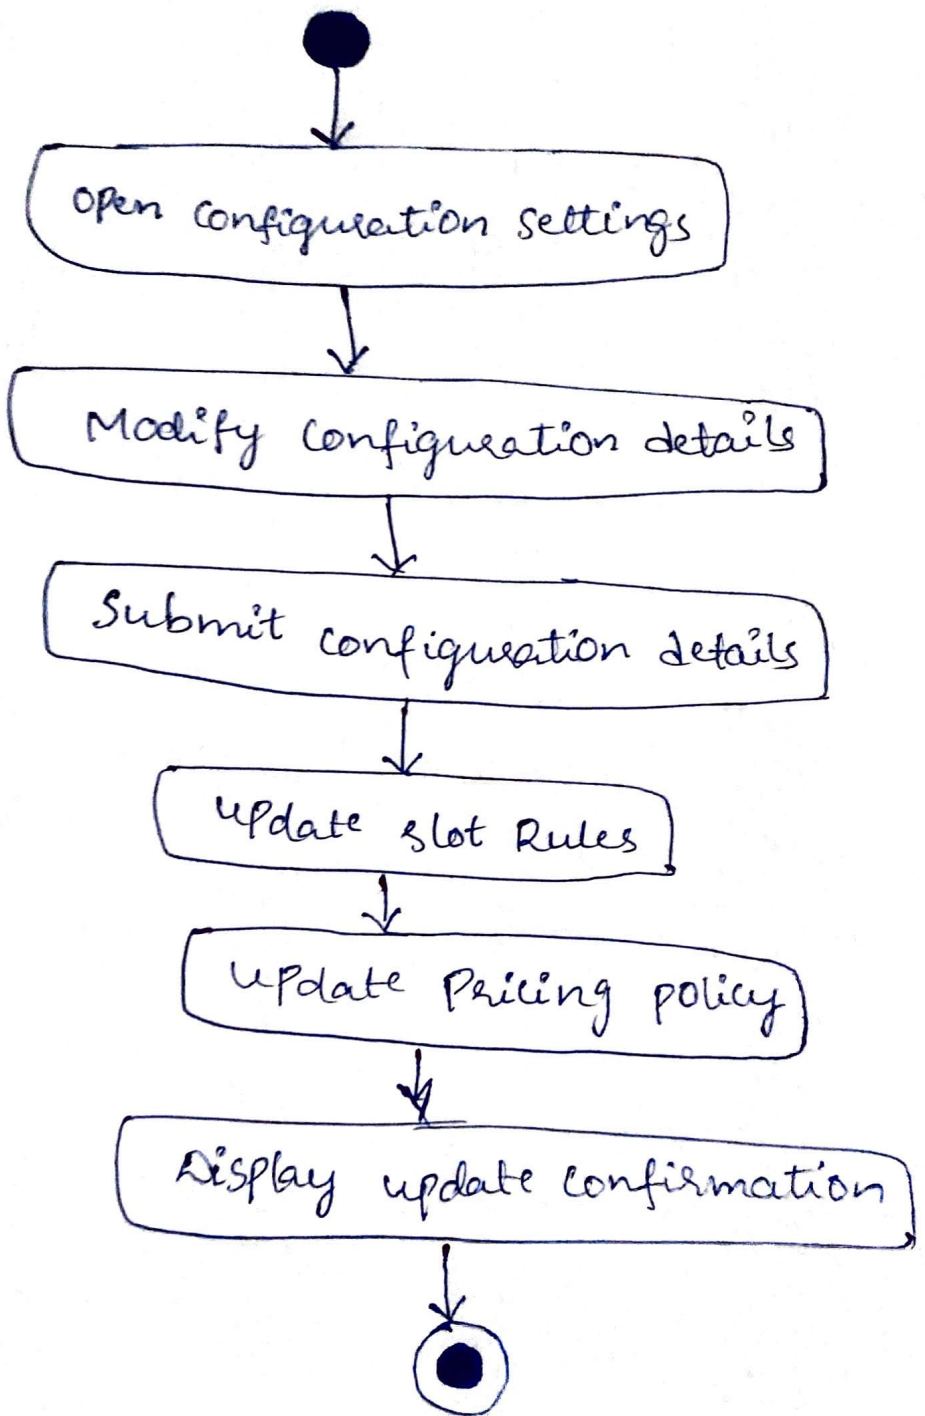 Open configuration settings
Modify configuration details
Submit configuration details
update slot Rules
update Pricing policy
Display update confirmation